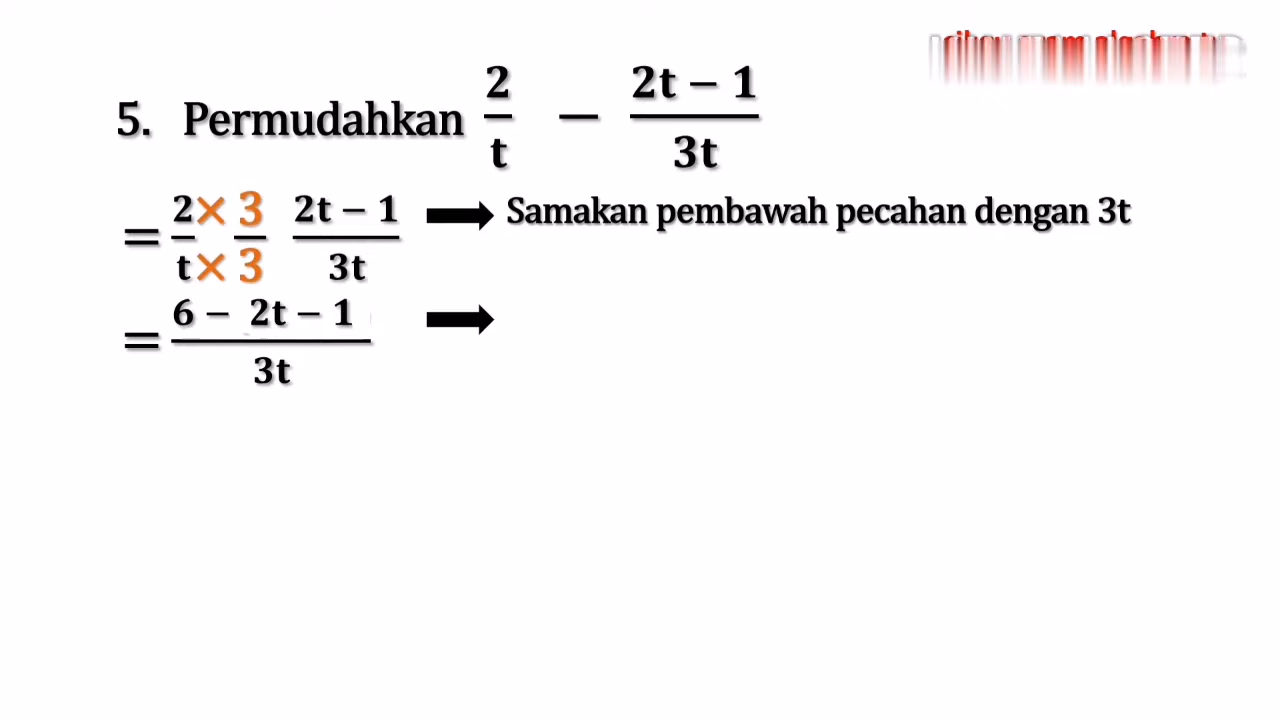 5. Permudahkan 2/t − 2t − 1/3t
= 2/t × 3/× 3 2t − 1/3t ➡ Samakan pembawah pecahan dengan 3t
= 6 − 2t − 1/3t ➡